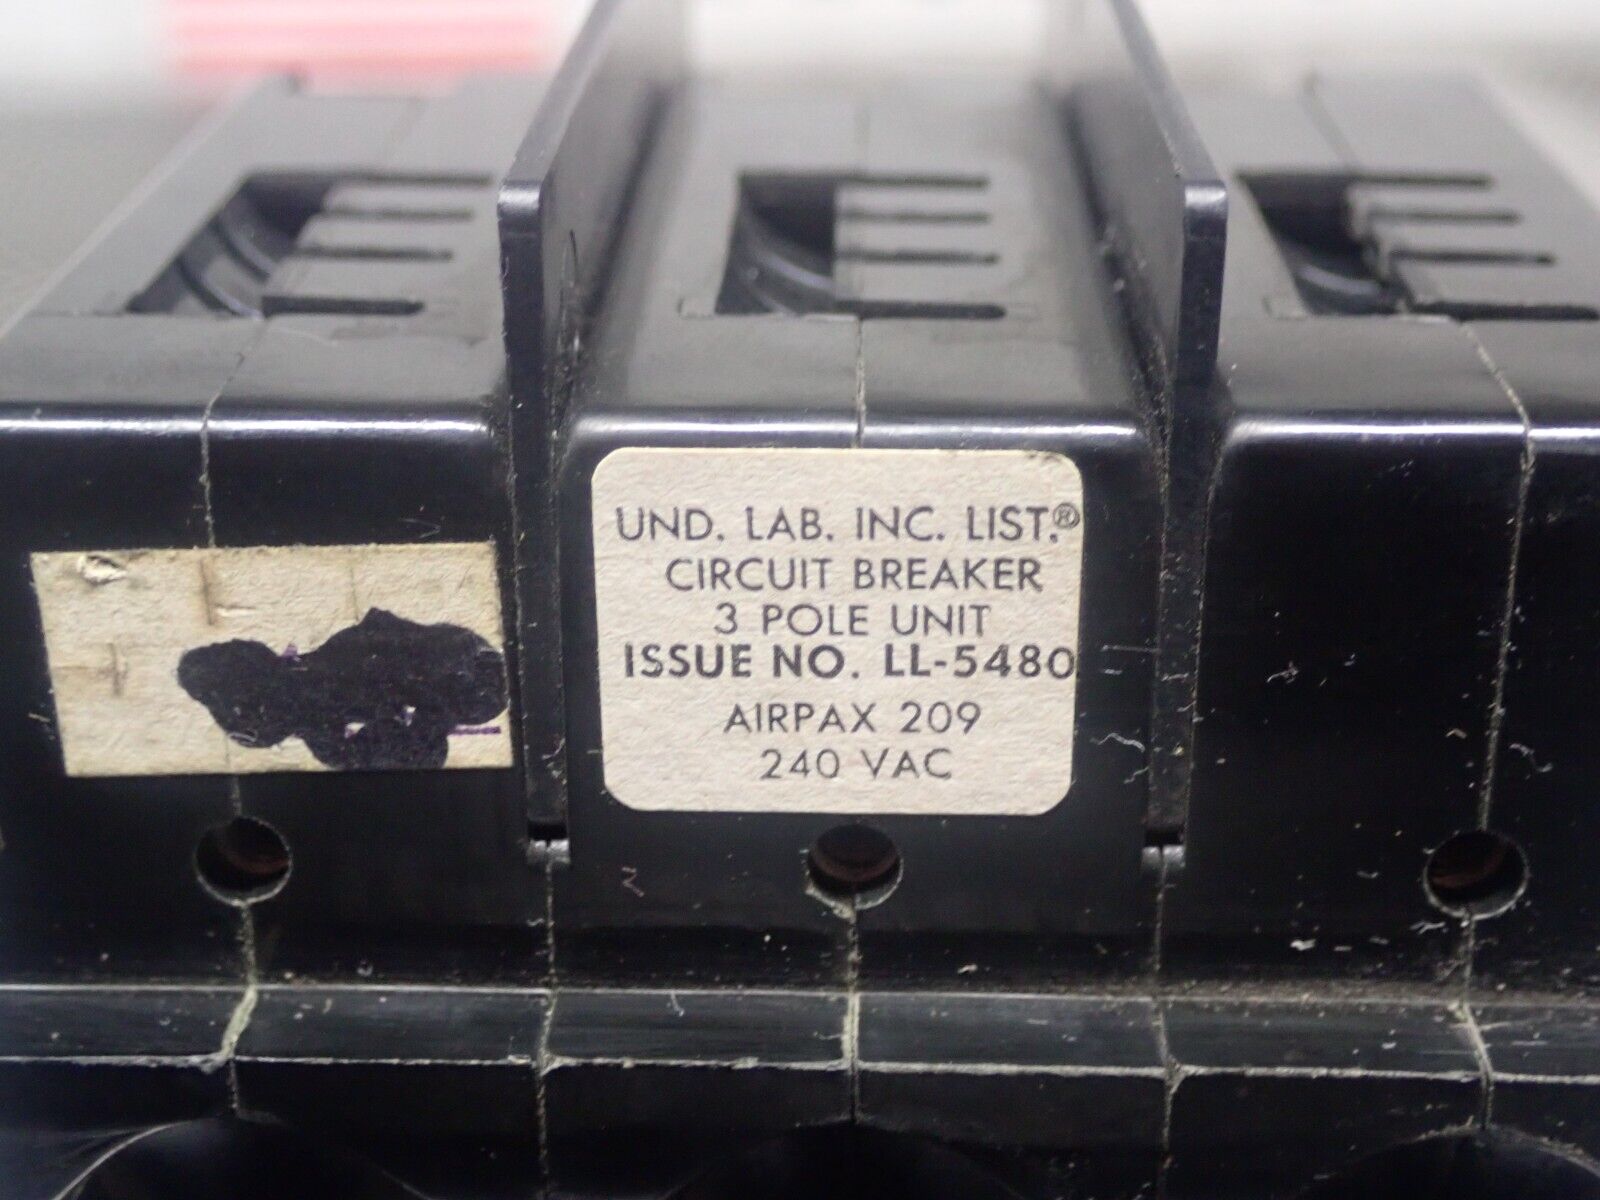 UND. LAB. INC. LIST.®
CIRCUIT BREAKER
3 POLE UNIT
ISSUE NO. LL-5480
AIRPAX 209
240 VAC